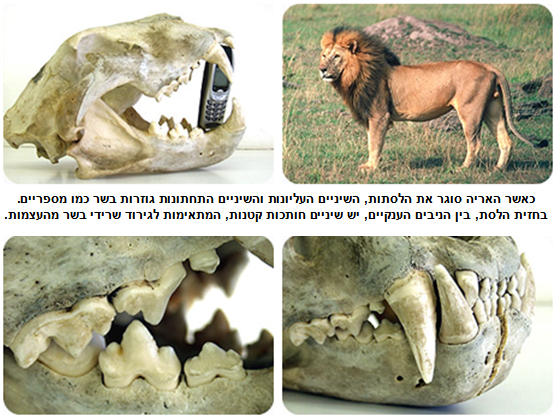 כאשר האריה סוגר את הלסתות, השיניים העליונות והשיניים התחתונות גוזרות בשר כמו מספריים.
בחזית הלסת, בין הניבים הענקיים, יש שיניים חותכות קטנות, המתאימות לגירוד שרידי בשר מהעצמות.